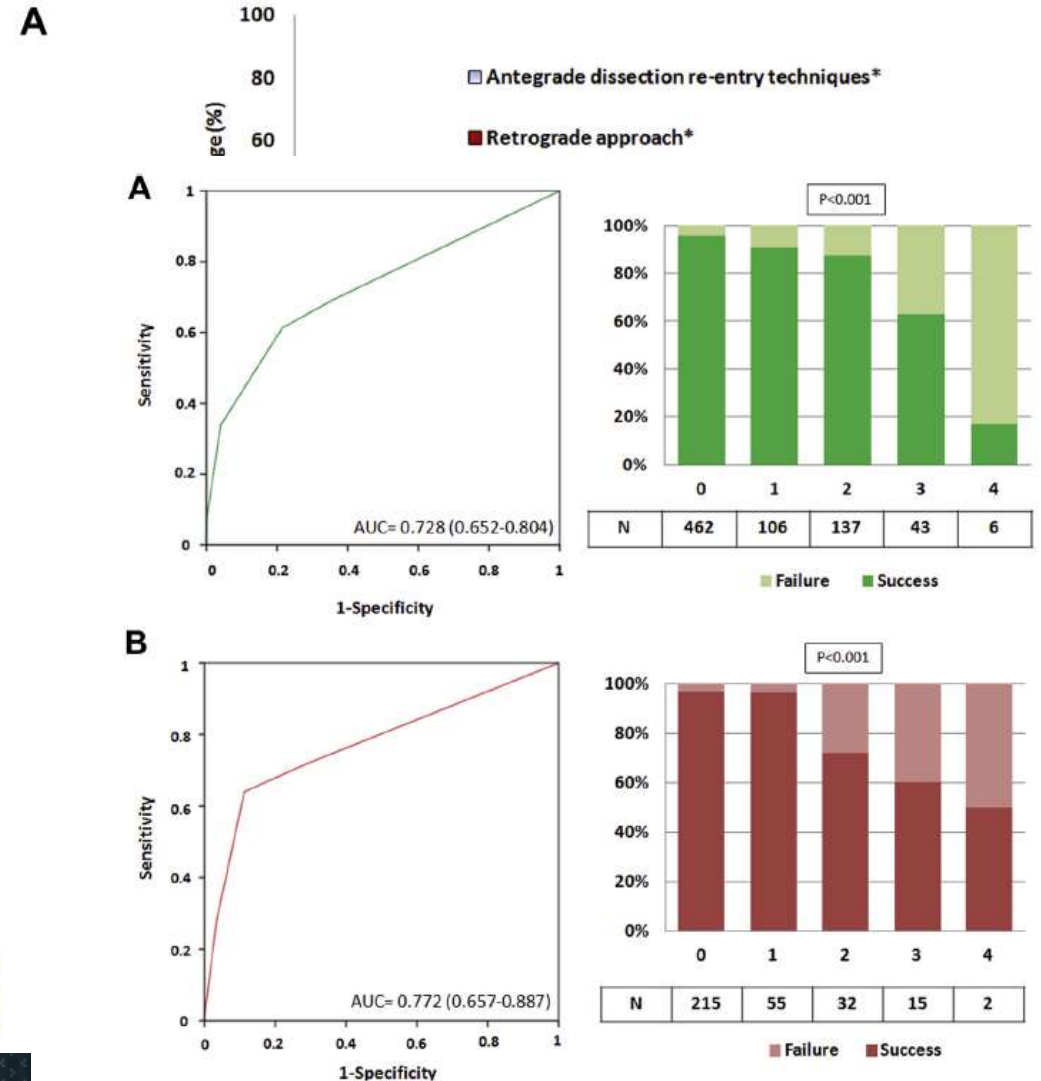 A
100
80
Antegrade dissection re-entry techniques*
ge (%)
60
Retrograde approach*
A
1
0.8
0.6
0.4
0.2
0
Sensitivity
AUC= 0.728 (0.652-0.804)
0 0.2 0.4 0.6 0.8 1
1-Specificity
P<0.001
100%
80%
60%
40%
20%
0%
0 1 2 3 4
N 462 106 137 43 6
Failure Success
B
1
0.8
0.6
0.4
0.2
0
Sensitivity
AUC= 0.772 (0.657-0.887)
0 0.2 0.4 0.6 0.8 1
1-Specificity
P<0.001
100%
80%
60%
40%
20%
0%
0 1 2 3 4
N 215 55 32 15 2
Failure Success